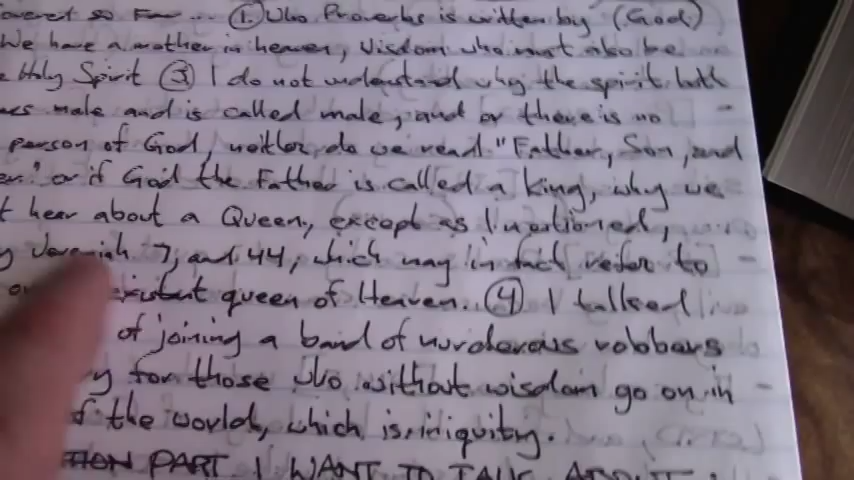 so Far... ① Who Proverbs is written by (God)
We have a mother in heaven, Wisdom who must also be
Holy Spirit ③ I do not understand why the spirit both
male and is called male, and or there is no
person of God, neither do we read "Father, Son, and
or if God the Father is called a king, why we
hear about a Queen, except as I mentioned,
Jeremiah 7, and 44, which may in fact refer to
queen of Heaven.. ④ I talked
of joining a band of murderous robbers
for those who without wisdom go on in
the world, which is, iniquity.
PART I WANT TO TALK ABOUT: